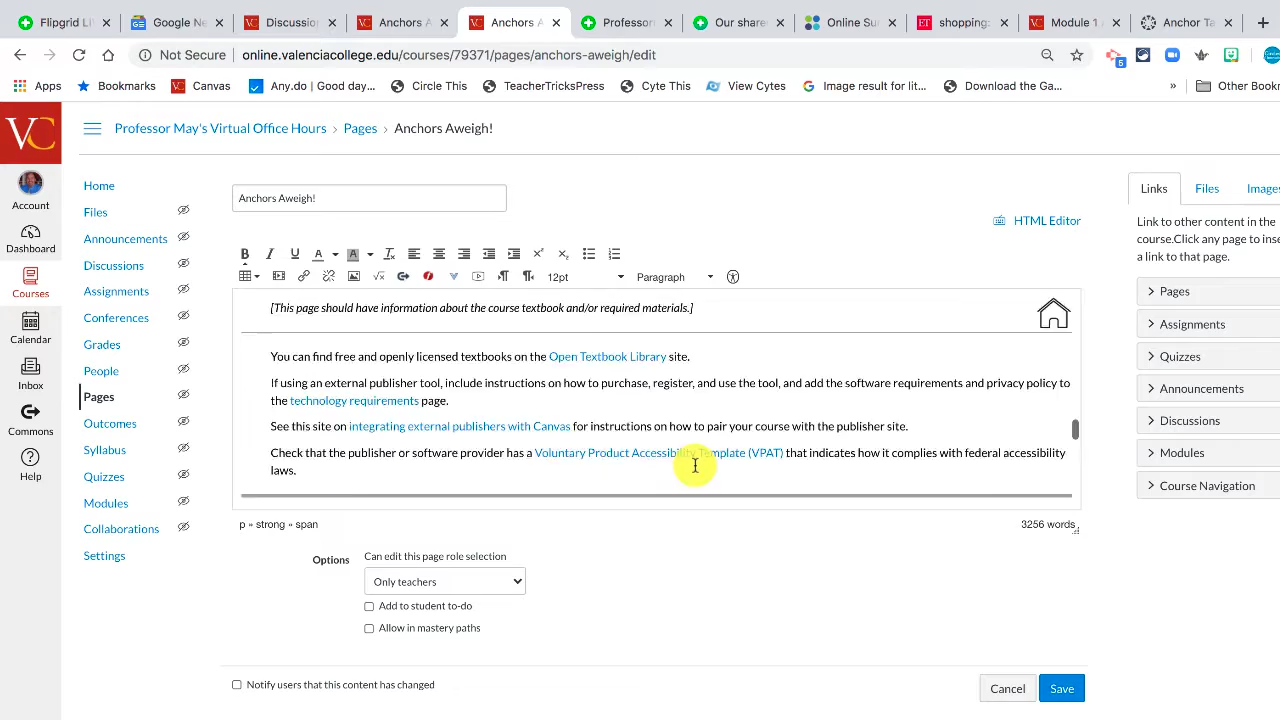 Flipgrid Li
Google Ne
Discussion
Anchors A
Anchors A
Professor
Our share
Online Su
shopping:
Module 1
Anchor Ta
Not Secure
online.valenciacollege.edu/courses/79371/pages/anchors-aweigh/edit
5
Apps
Bookmarks
Canvas
Any.do | Good day...
Circle This
TeacherTricksPress
Cyte This
View Cytes
Image result for lit...
Download the Ga...
»
Other Book
VC
Professor May's Virtual Office Hours › Pages › Anchors Aweigh!
Account
Dashboard
Courses
Calendar
Inbox
Commons
Help
Home
Files
Announcements
Discussions
Assignments
Conferences
Grades
People
Pages
Outcomes
Syllabus
Quizzes
Modules
Collaborations
Settings
Anchors Aweigh!
HTML Editor
12pt
Paragraph
[This page should have information about the course textbook and/or required materials.]
You can find free and openly licensed textbooks on the Open Textbook Library site.
If using an external publisher tool, include instructions on how to purchase, register, and use the tool, and add the software requirements and privacy policy to
the technology requirements page.
See this site on integrating external publishers with Canvas for instructions on how to pair your course with the publisher site.
Check that the publisher or software provider has a Voluntary Product Accessibility Template (VPAT) that indicates how it complies with federal accessibility
laws.
p » strong » span
3256 words
Options
Can edit this page role selection
Only teachers
Add to student to-do
Allow in mastery paths
Notify users that this content has changed
Cancel
Save
Links
Files
Images
Link to other content in the
course.Click any page to inse
a link to that page.
Pages
Assignments
Quizzes
Announcements
Discussions
Modules
Course Navigation